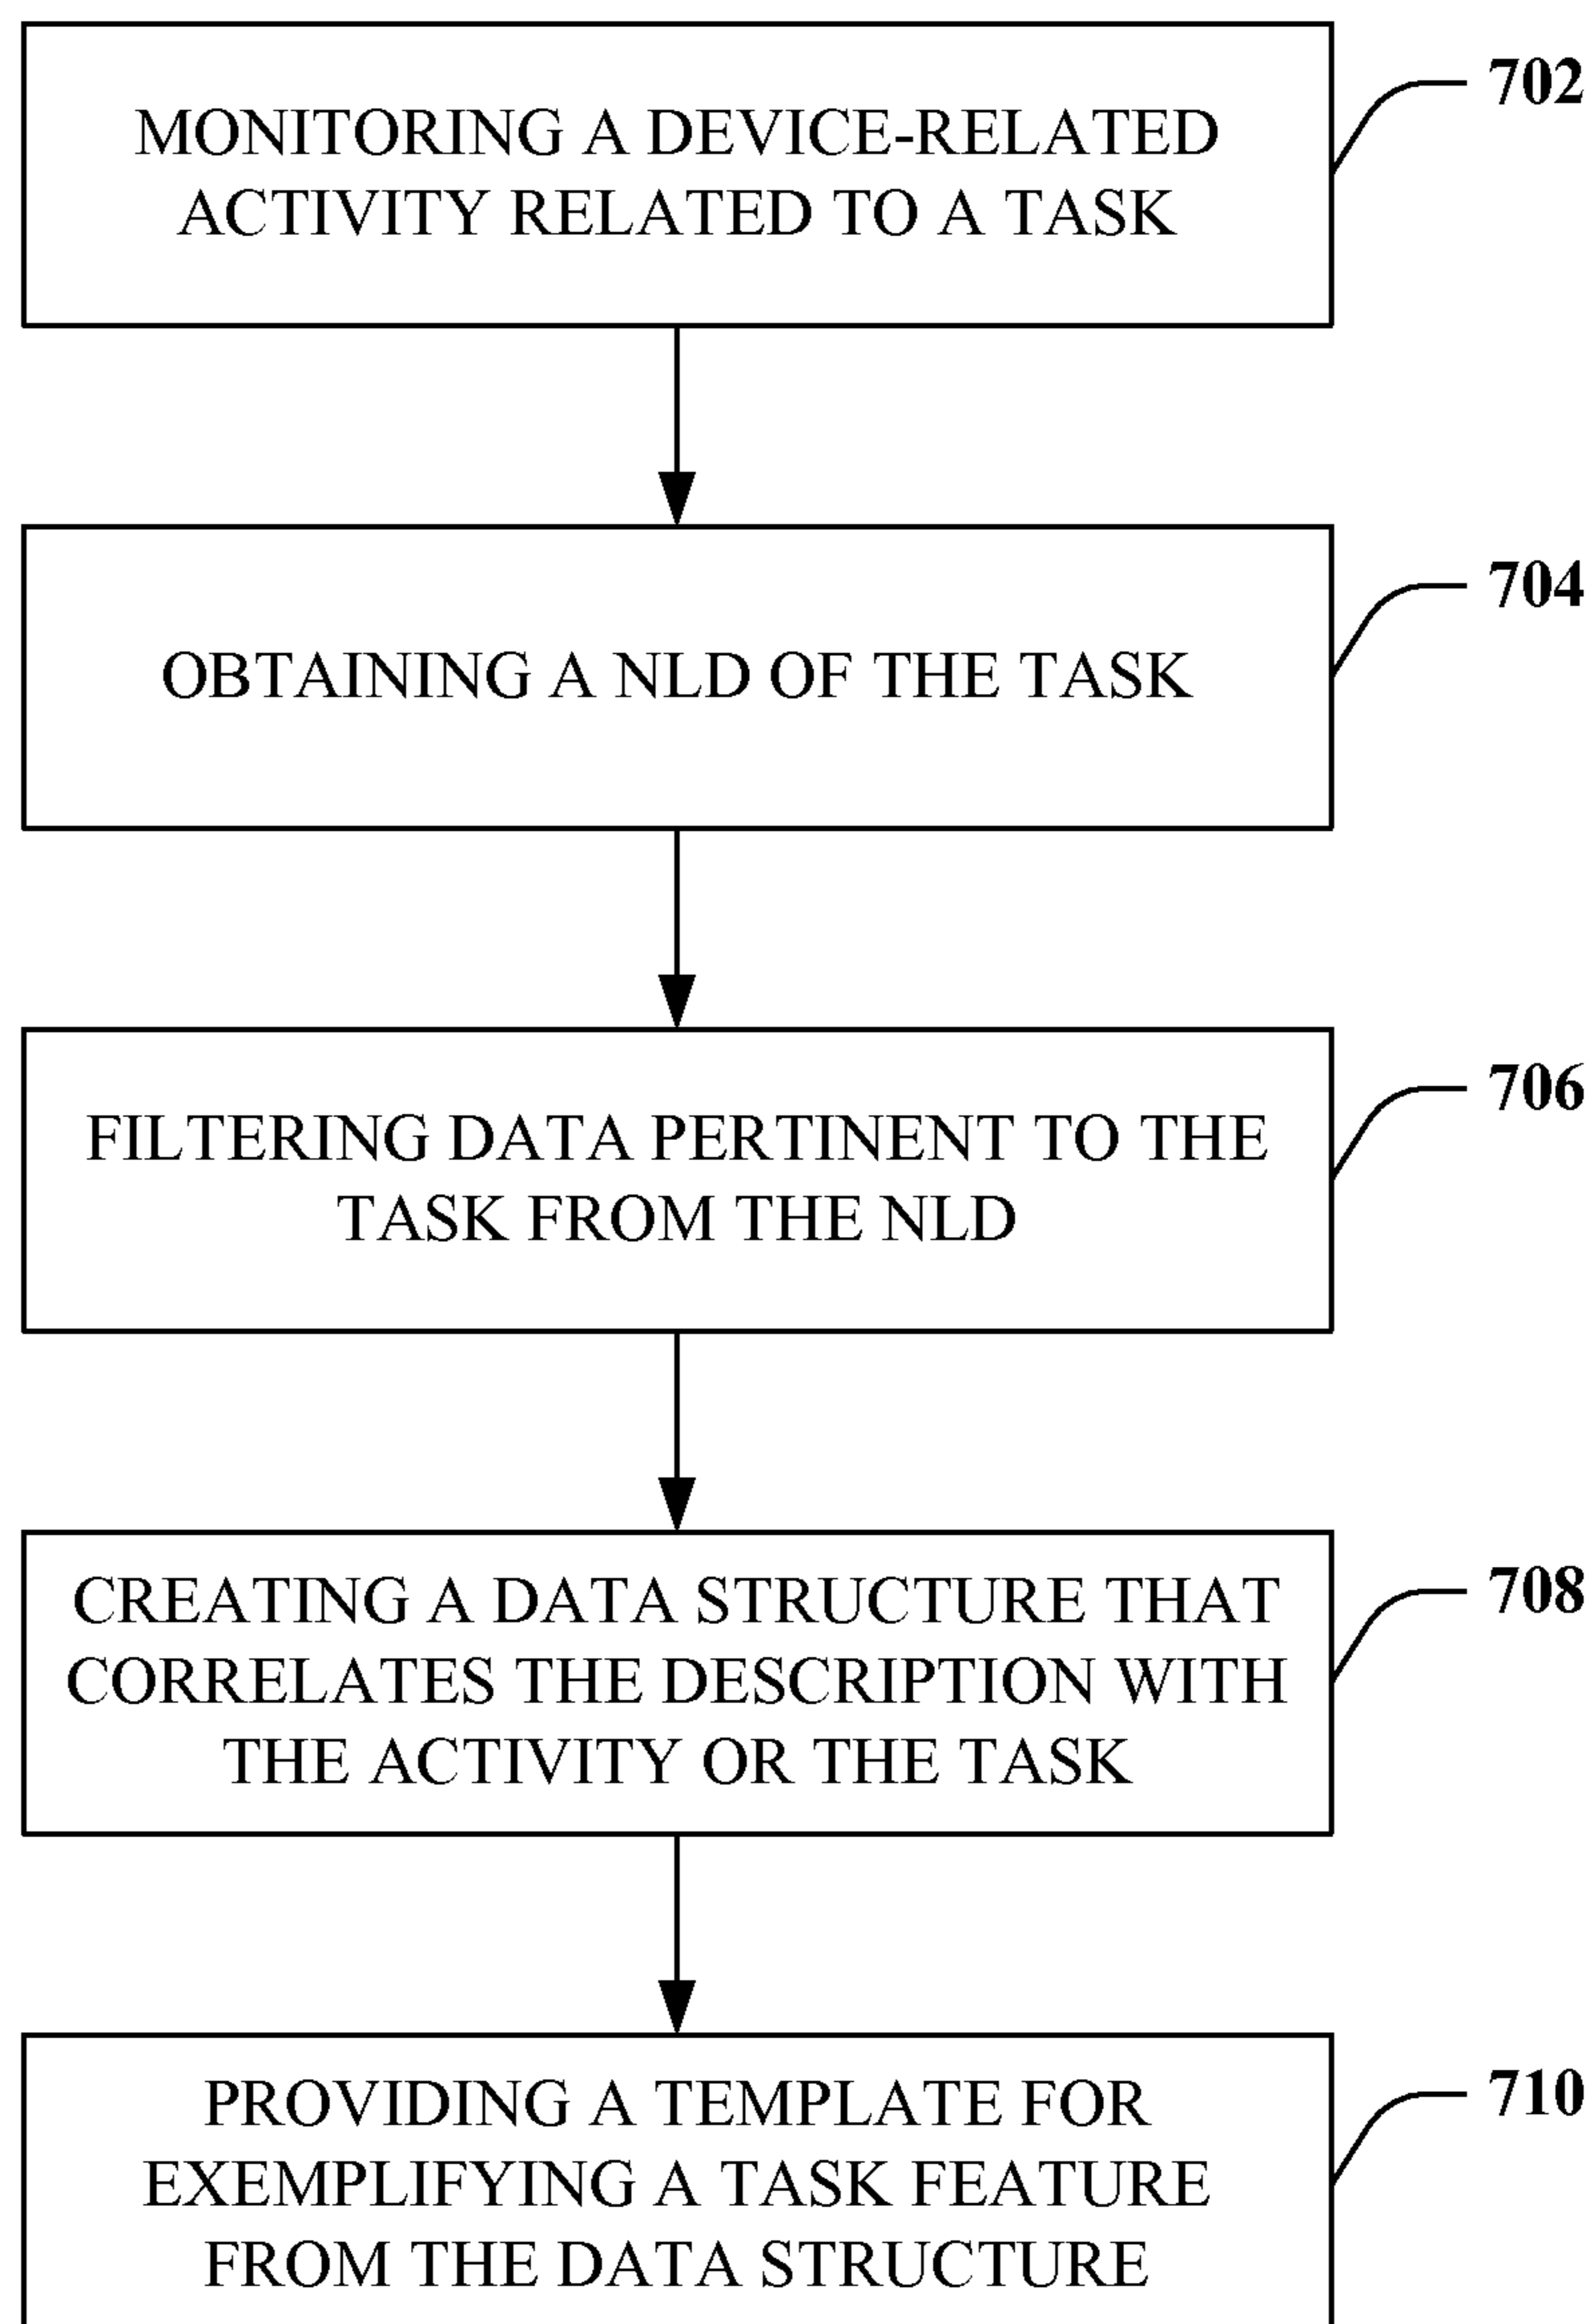 MONITORING A DEVICE-RELATED
ACTIVITY RELATED TO A TASK
702
OBTAINING A NLD OF THE TASK
704
FILTERING DATA PERTINENT TO THE
TASK FROM THE NLD
706
CREATING A DATA STRUCTURE THAT
CORRELATES THE DESCRIPTION WITH
THE ACTIVITY OR THE TASK
708
PROVIDING A TEMPLATE FOR
EXEMPLIFYING A TASK FEATURE
FROM THE DATA STRUCTURE
710